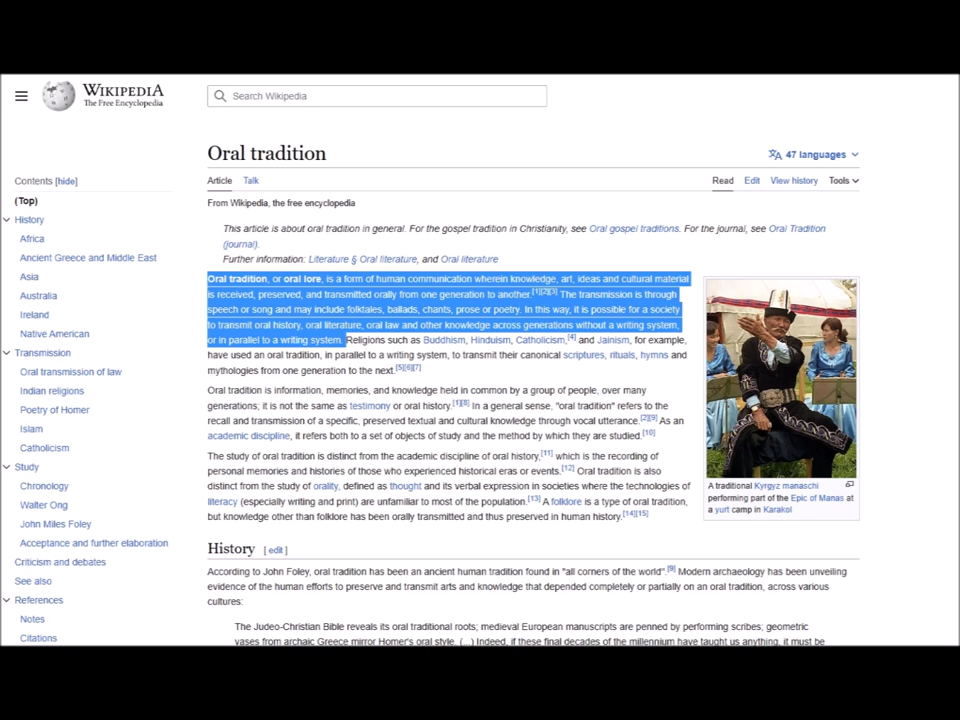 WIKIPEDIA
The Free Encyclopedia
Search Wikipedia
Oral tradition
47 languages
Contents [hide]
(Top)
History
Africa
Ancient Greece and Middle East
Asia
Australia
Ireland
Native American
Transmission
Oral transmission of law
Indian religions
Poetry of Homer
Islam
Catholicism
Study
Chronology
Walter Ong
John Miles Foley
Acceptance and further elaboration
Criticism and debates
See also
References
Notes
Citations
Article Talk
Read Edit View history Tools
From Wikipedia, the free encyclopedia
This article is about oral tradition in general. For the gospel tradition in Christianity, see Oral gospel traditions. For the journal, see Oral Tradition
(journal).
Further information: Literature § Oral literature, and Oral literature
Oral tradition, or oral lore, is a form of human communication wherein knowledge, art, ideas and cultural material
is received, preserved, and transmitted orally from one generation to another.[1][2][3] The transmission is through
speech or song and may include folktales, ballads, chants, prose or poetry. In this way, it is possible for a society
to transmit oral history, oral literature, oral law and other knowledge across generations without a writing system,
or in parallel to a writing system. Religions such as Buddhism, Hinduism, Catholicism,[4] and Jainism, for example,
have used an oral tradition, in parallel to a writing system, to transmit their canonical scriptures, rituals, hymns and
mythologies from one generation to the next.[5][6][7]
Oral tradition is information, memories, and knowledge held in common by a group of people, over many
generations; it is not the same as testimony or oral history.[1][8] In a general sense, "oral tradition" refers to the
recall and transmission of a specific, preserved textual and cultural knowledge through vocal utterance.[2][9] As an
academic discipline, it refers both to a set of objects of study and the method by which they are studied.[10]
The study of oral tradition is distinct from the academic discipline of oral history,[11] which is the recording of
personal memories and histories of those who experienced historical eras or events.[12] Oral tradition is also
distinct from the study of orality, defined as thought and its verbal expression in societies where the technologies of
literacy (especially writing and print) are unfamiliar to most of the population.[13] A folklore is a type of oral tradition,
but knowledge other than folklore has been orally transmitted and thus preserved in human history.[14][15]
A traditional Kyrgyz manaschi
performing part of the Epic of Manas at
a yurt camp in Karakol
History [ edit ]
According to John Foley, oral tradition has been an ancient human tradition found in "all corners of the world".[9] Modern archaeology has been unveiling
evidence of the human efforts to preserve and transmit arts and knowledge that depended completely or partially on an oral tradition, across various
cultures:
The Judeo-Christian Bible reveals its oral traditional roots; medieval European manuscripts are penned by performing scribes; geometric
vases from archaic Greece mirror Homer's oral style. (...) Indeed, if these final decades of the millennium have taught us anything, it must be